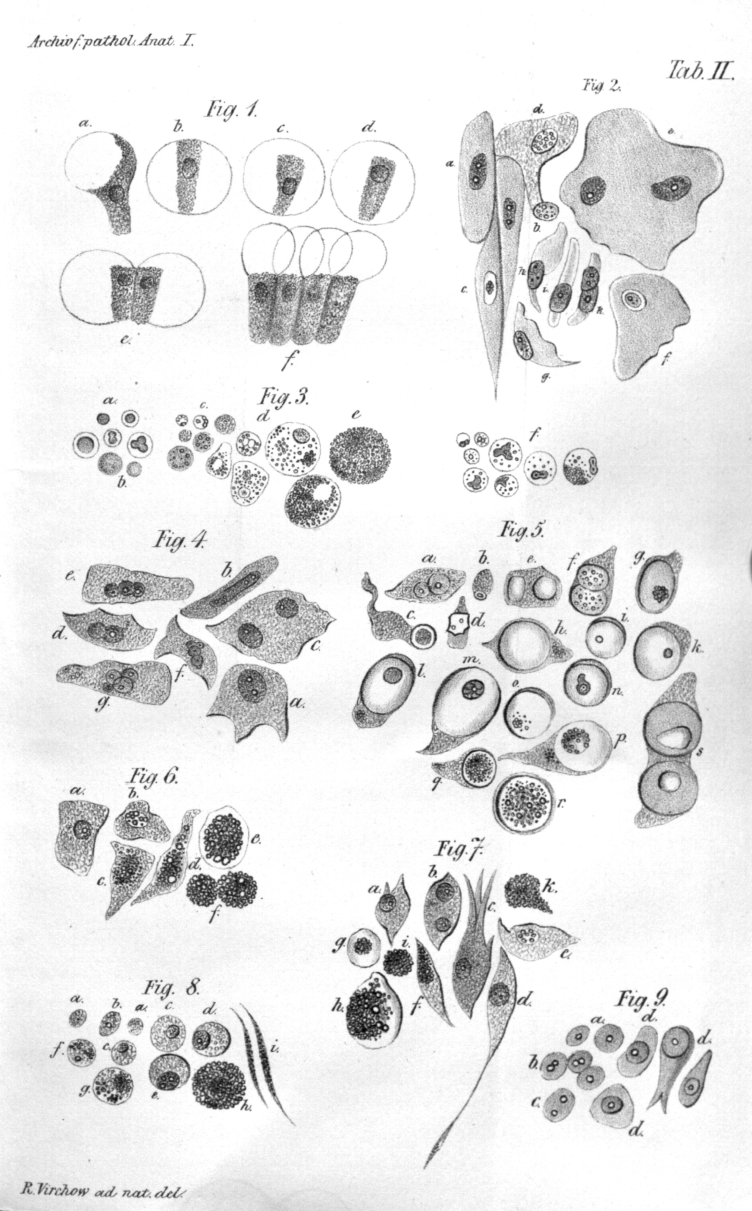 Archiv f. pathol. Anat. I.
Tab. II.
Fig. 1.
a. b. c. d.
e. f.
Fig 2.
a. b. c. d. e. f. g. h. i. k.
Fig. 3.
a. b. c. d e f.
Fig. 4.
e. b. d. f. c. g. a.
Fig. 5.
a. b. e. f. g.
c. d. h. i. k.
l. m. o. n. s
q. p. r.
Fig. 6.
a. b. c. d. e. f.
Fig. 7.
a. b. c. k.
g. i. e.
h. f. d.
Fig. 8.
a. b. a. c. d.
f. c. i.
g. e. h.
Fig. 9.
a. d. d.
b.
c. d.
R. Virchow ad nat. del.